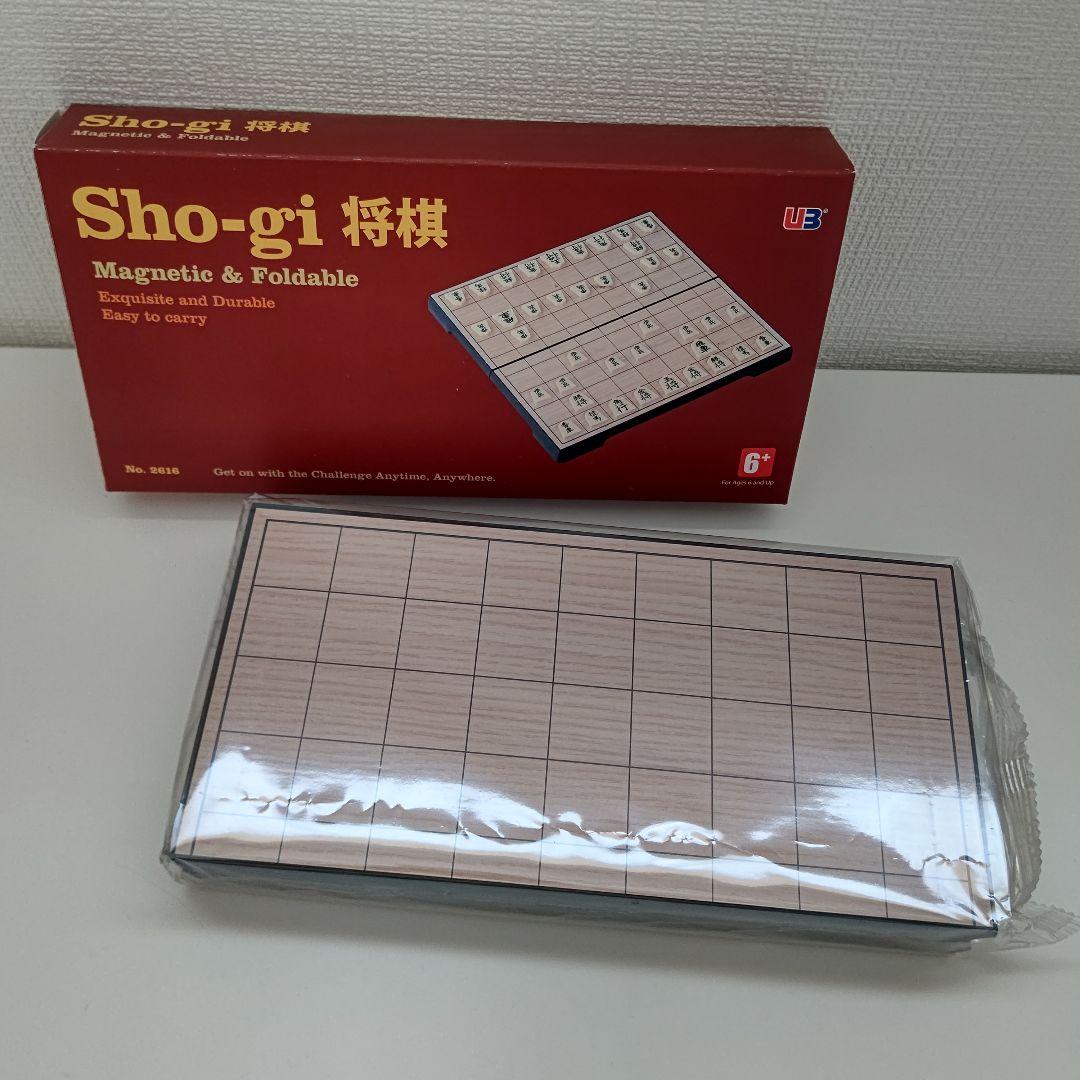 Sho-gi 将棋
Magnetic & Foldable
Sho-gi 将棋
Magnetic & Foldable
Exquisite and Durable
Easy to carry
UB
6+
For Ages 6 and Up
No. 2616
Get on with the Challenge Anytime, Anywhere.